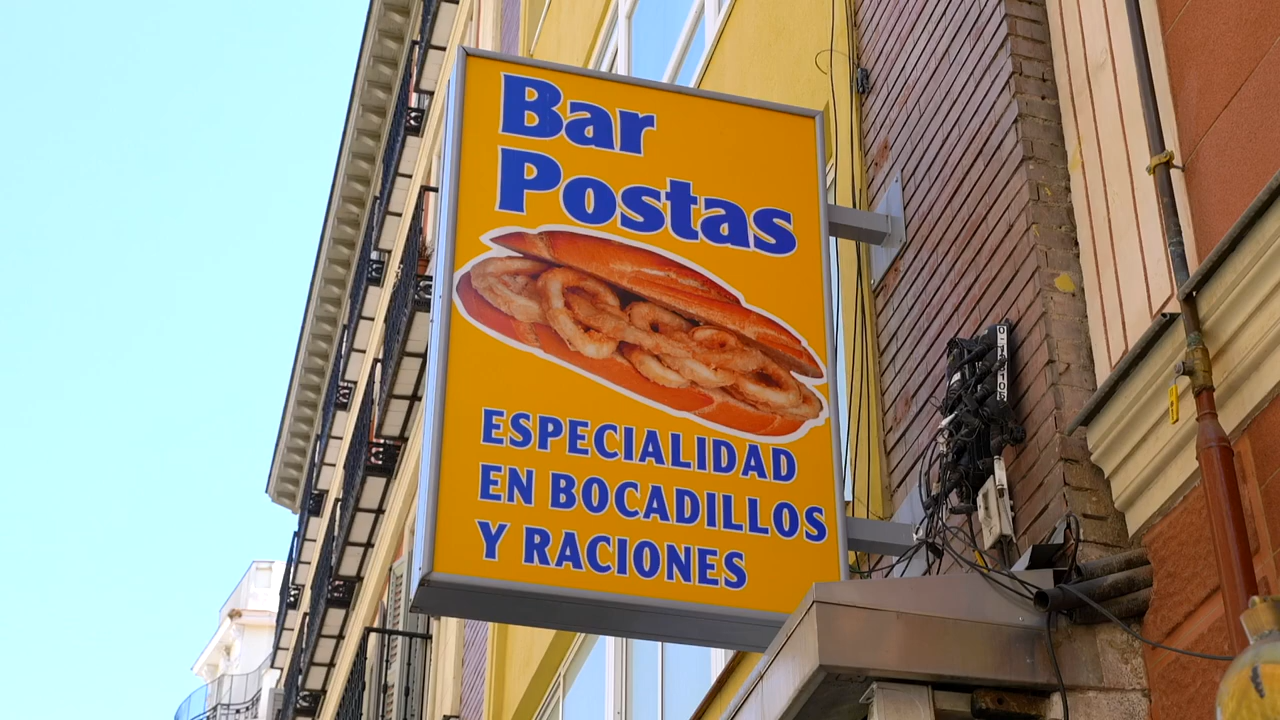 Bar
Postas
ESPECIALIDAD
EN BOCADILLOS
Y RACIONES